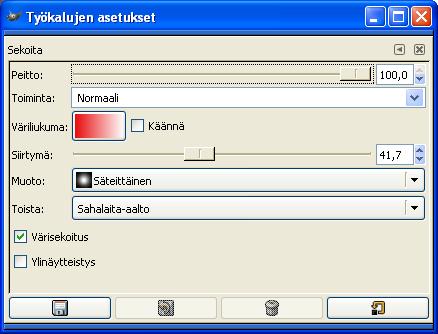 Työkalujen asetukset
Sekoita
Peitto: 100,0
Toiminta: Normaali
Väriliukuma: Käännä
Siirtymä: 41,7
Muoto: Säteittäinen
Toista: Sahalaita-aalto
Värisekoitus
Ylinäytteistys